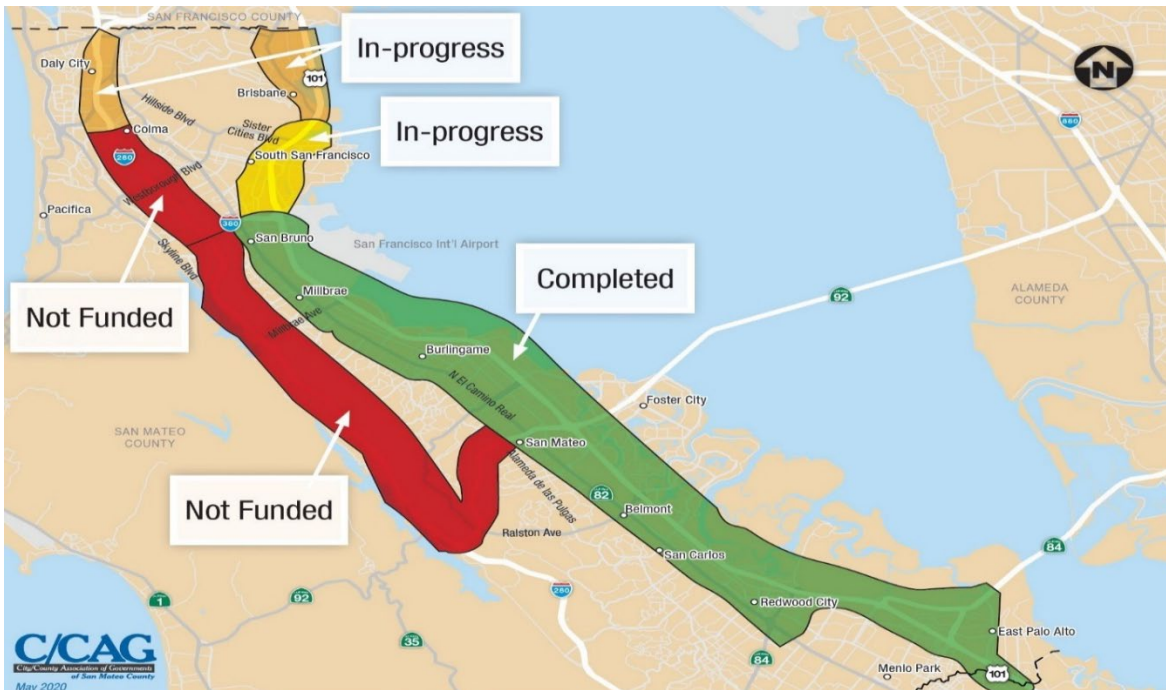 SAN FRANCISCO COUNTY
In-progress
Daly City
101
Brisbane
Hillside Blvd
Sister
Cities Blvd
In-progress
N
880
Colma
280
South San Francisco
Westborough Blvd
Pacifica
380
San Bruno
San Francisco Int'l Airport
Skyline Blvd
Completed
Not Funded
Millbrae
Millbrae Ave
92
ALAMEDA
COUNTY
Burlingame
N El Camino Real
Foster City
SAN MATEO
COUNTY
San Mateo
Alameda de las Pulgas
Not Funded
82
Belmont
Ralston Ave
San Carlos
84
280
1
92
Redwood City
35
East Palo Alto
84
Menlo Park
101
C/CAG
City/County Association of Governments
of San Mateo County
May 2020